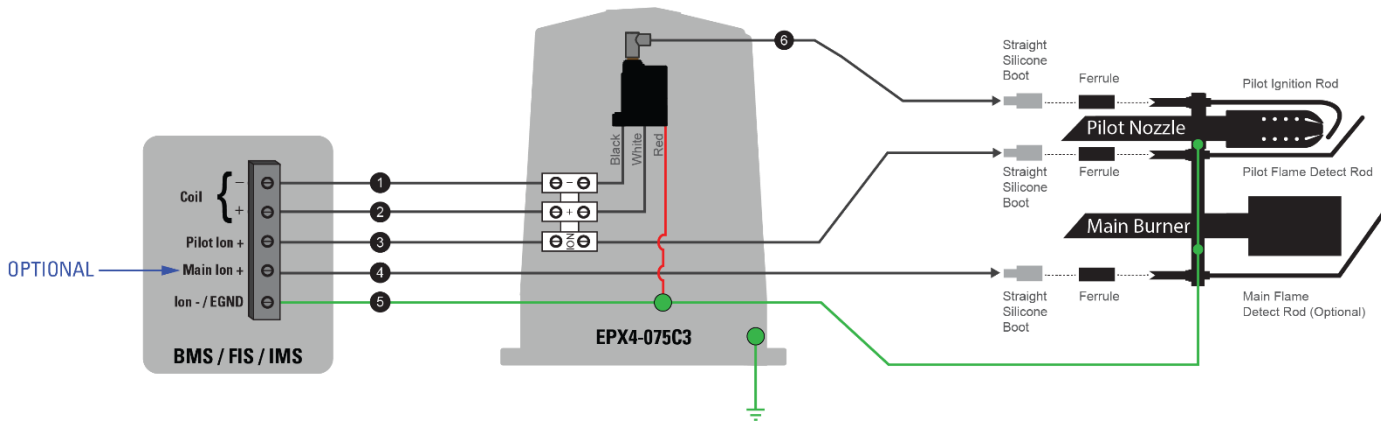 OPTIONAL
Coil
−
+
Pilot Ion +
Main Ion +
Ion - / EGND
BMS / FIS / IMS
1
2
3
4
5
6
−
+
ION
Black
White
Red
EPX4-075C3
Straight
Silicone
Boot
Ferrule
Pilot Ignition Rod
Pilot Nozzle
Straight
Silicone
Boot
Ferrule
Pilot Flame Detect Rod
Main Burner
Straight
Silicone
Boot
Ferrule
Main Flame
Detect Rod (Optional)